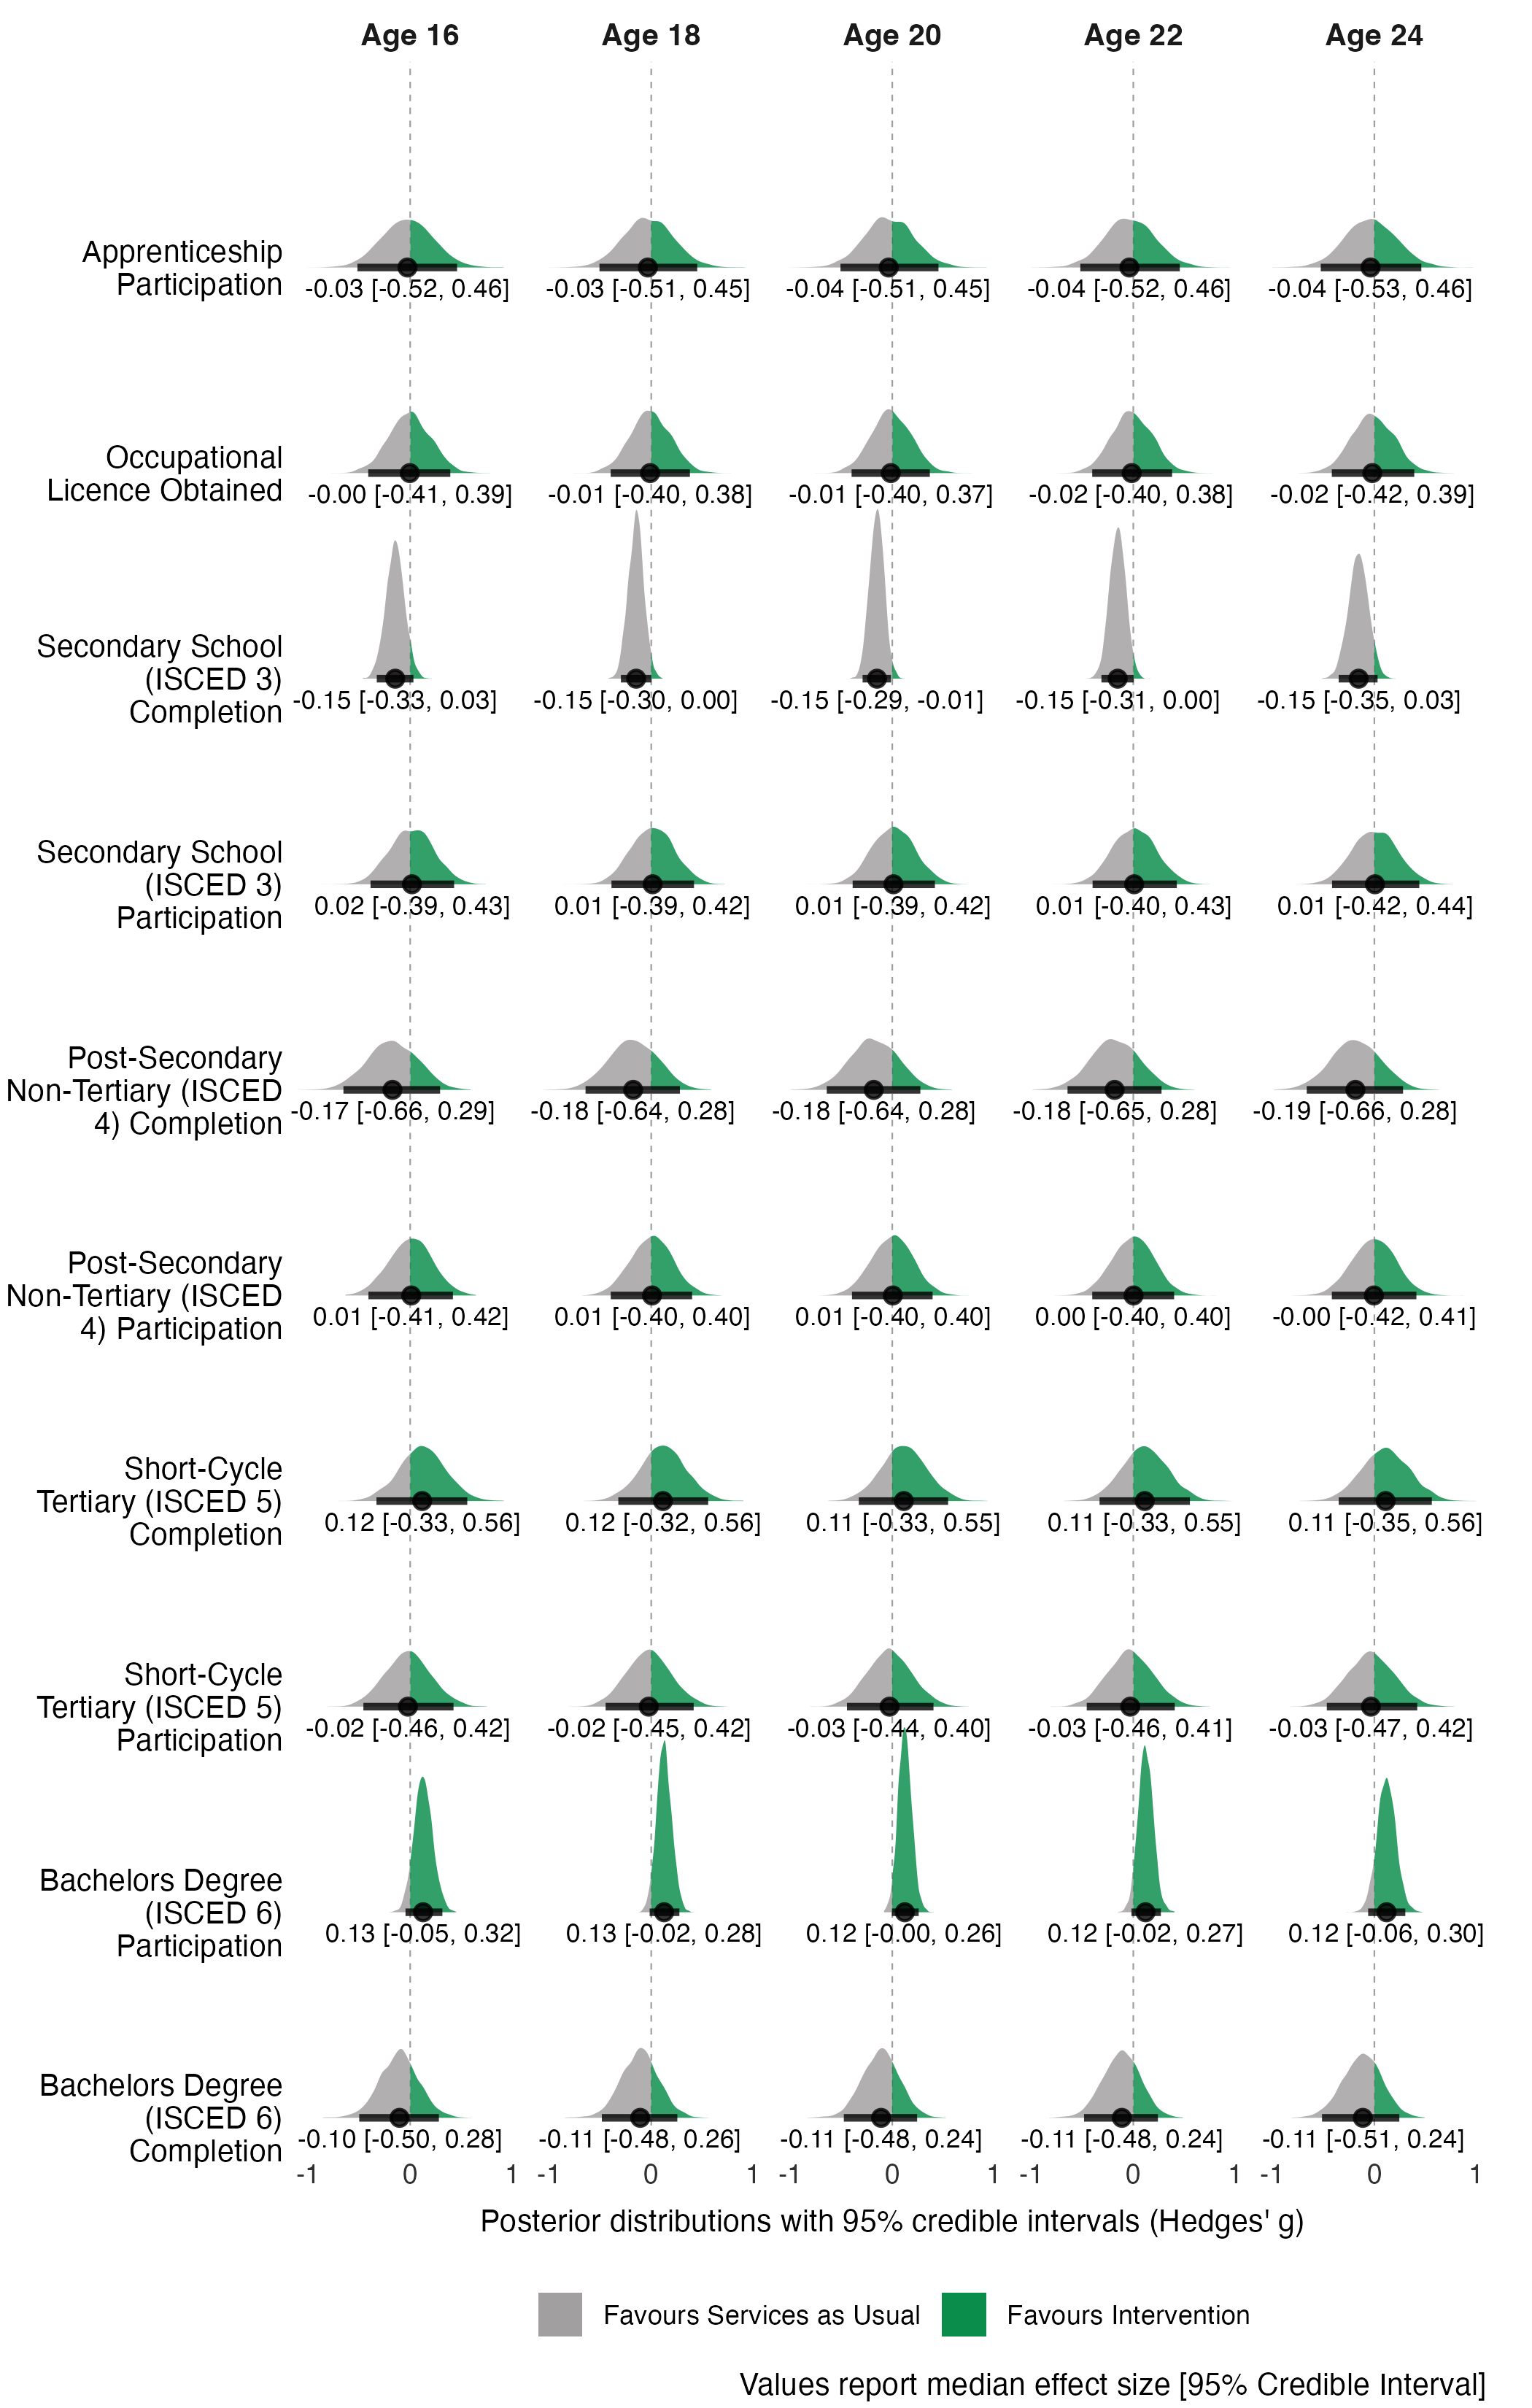 Age 16 Age 18 Age 20 Age 22 Age 24
Apprenticeship
Participation
-0.03 [-0.52, 0.46] -0.03 [-0.51, 0.45] -0.04 [-0.51, 0.45] -0.04 [-0.52, 0.46] -0.04 [-0.53, 0.46]
Occupational
Licence Obtained
-0.00 [-0.41, 0.39] -0.01 [-0.40, 0.38] -0.01 [-0.40, 0.37] -0.02 [-0.40, 0.38] -0.02 [-0.42, 0.39]
Secondary School
(ISCED 3)
Completion
-0.15 [-0.33, 0.03] -0.15 [-0.30, 0.00] -0.15 [-0.29, -0.01] -0.15 [-0.31, 0.00] -0.15 [-0.35, 0.03]
Secondary School
(ISCED 3)
Participation
0.02 [-0.39, 0.43] 0.01 [-0.39, 0.42] 0.01 [-0.39, 0.42] 0.01 [-0.40, 0.43] 0.01 [-0.42, 0.44]
Post-Secondary
Non-Tertiary (ISCED
4) Completion
-0.17 [-0.66, 0.29] -0.18 [-0.64, 0.28] -0.18 [-0.64, 0.28] -0.18 [-0.65, 0.28] -0.19 [-0.66, 0.28]
Post-Secondary
Non-Tertiary (ISCED
4) Participation
0.01 [-0.41, 0.42] 0.01 [-0.40, 0.40] 0.01 [-0.40, 0.40] 0.00 [-0.40, 0.40] -0.00 [-0.42, 0.41]
Short-Cycle
Tertiary (ISCED 5)
Completion
0.12 [-0.33, 0.56] 0.12 [-0.32, 0.56] 0.11 [-0.33, 0.55] 0.11 [-0.33, 0.55] 0.11 [-0.35, 0.56]
Short-Cycle
Tertiary (ISCED 5)
Participation
-0.02 [-0.46, 0.42] -0.02 [-0.45, 0.42] -0.03 [-0.44, 0.40] -0.03 [-0.46, 0.41] -0.03 [-0.47, 0.42]
Bachelors Degree
(ISCED 6)
Participation
0.13 [-0.05, 0.32] 0.13 [-0.02, 0.28] 0.12 [-0.00, 0.26] 0.12 [-0.02, 0.27] 0.12 [-0.06, 0.30]
Bachelors Degree
(ISCED 6)
Completion
-0.10 [-0.50, 0.28] -0.11 [-0.48, 0.26] -0.11 [-0.48, 0.24] -0.11 [-0.48, 0.24] -0.11 [-0.51, 0.24]
-1 0 1 -1 0 1 -1 0 1 -1 0 1 -1 0 1
Posterior distributions with 95% credible intervals (Hedges' g)
Favours Services as Usual Favours Intervention
Values report median effect size [95% Credible Interval]